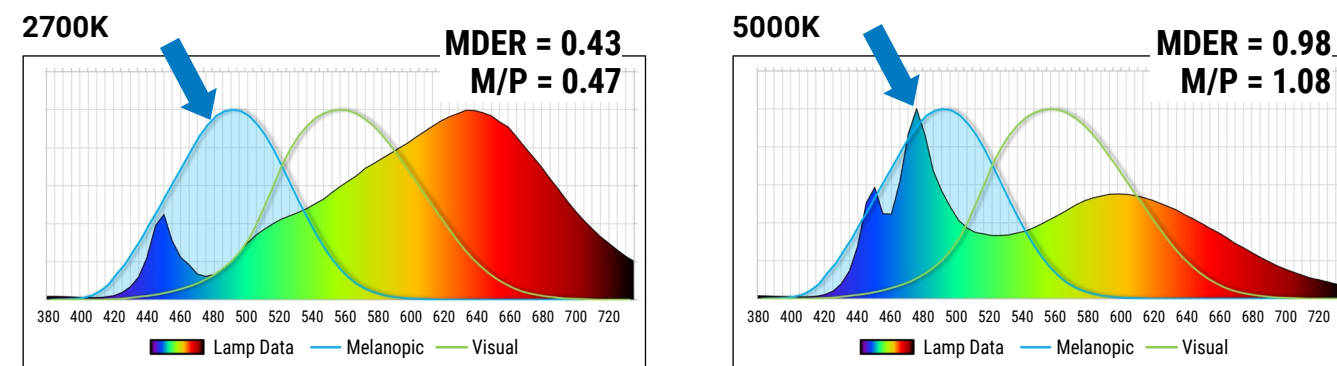 2700K
MDER = 0.43
M/P = 0.47
380 400 420 440 460 480 500 520 540 560 580 600 620 640 660 680 700 720
Lamp Data Melanopic Visual
5000K
MDER = 0.98
M/P = 1.08
380 400 420 440 460 480 500 520 540 560 580 600 620 640 660 680 700 720
Lamp Data Melanopic Visual